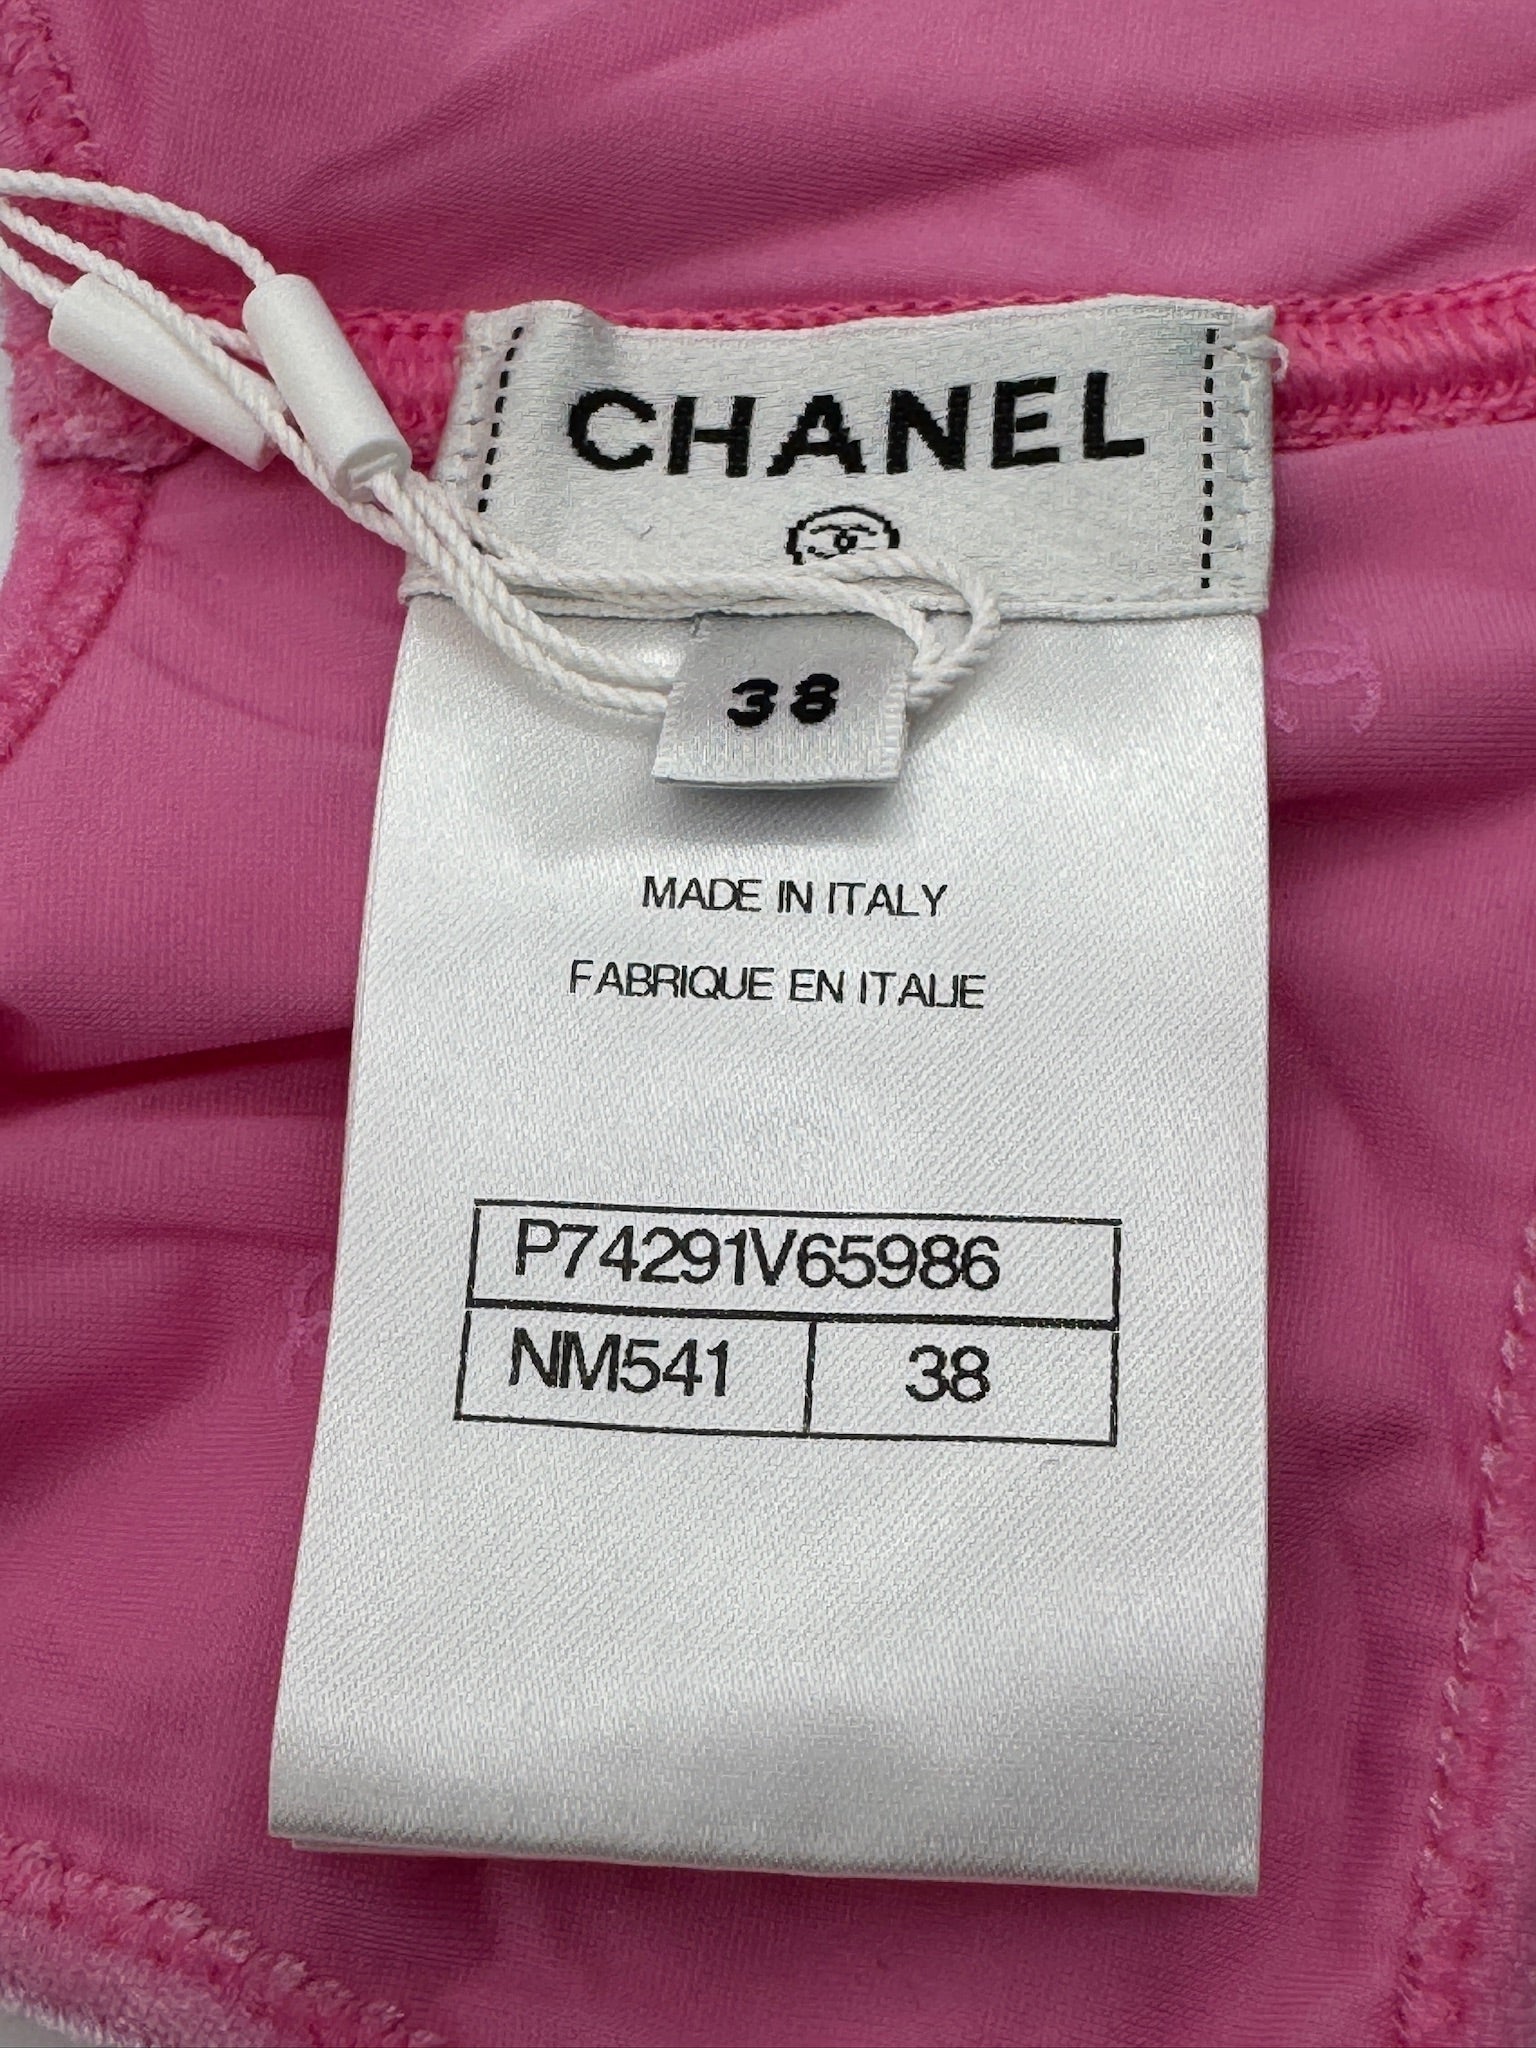 CHANEL
38
MADE IN ITALY
FABRIQUE EN ITALIE
P74291V65986
NM541 38